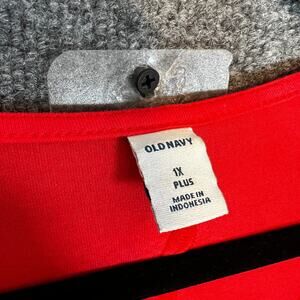 OLD NAVY
1X
PLUS
MADE IN
INDONESIA